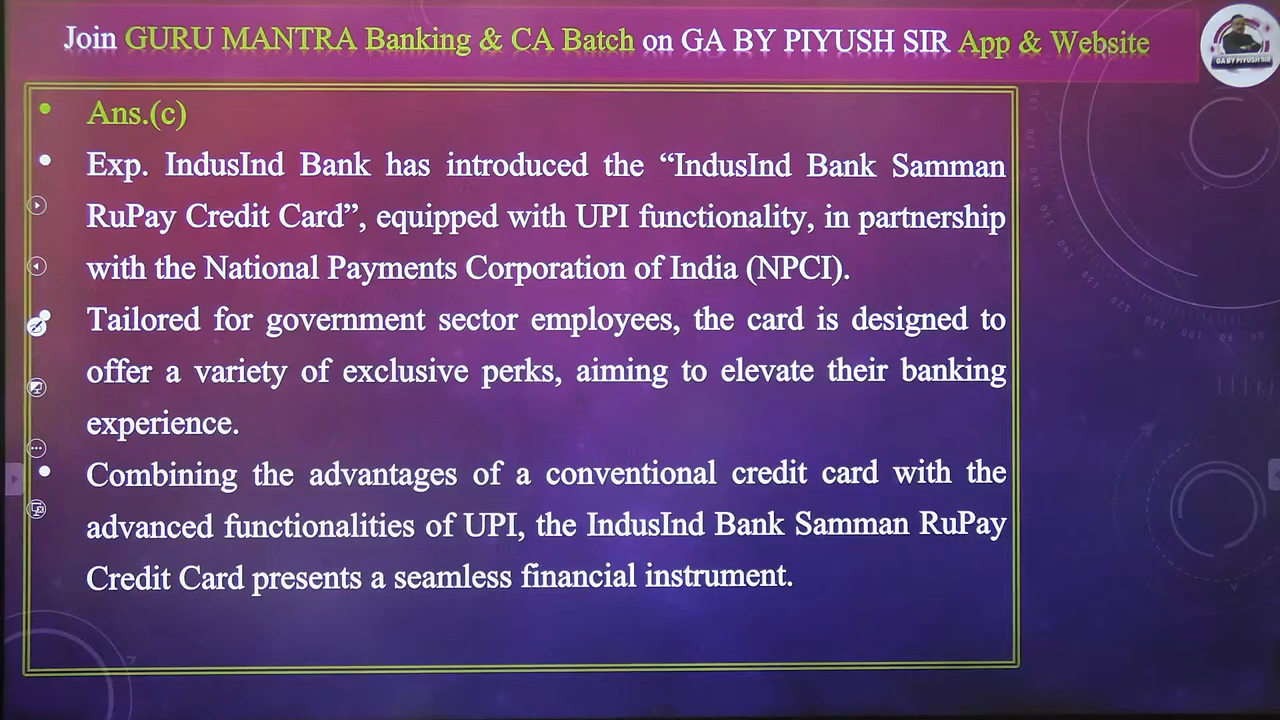 Join GURU MANTRA Banking & CA Batch on GA BY PIYUSH SIR App & Website
GA BY PIYUSH SIR
• Ans.(c)
• Exp. IndusInd Bank has introduced the “IndusInd Bank Samman
RuPay Credit Card”, equipped with UPI functionality, in partnership
with the National Payments Corporation of India (NPCI).
• Tailored for government sector employees, the card is designed to
offer a variety of exclusive perks, aiming to elevate their banking
experience.
• Combining the advantages of a conventional credit card with the
advanced functionalities of UPI, the IndusInd Bank Samman RuPay
Credit Card presents a seamless financial instrument.